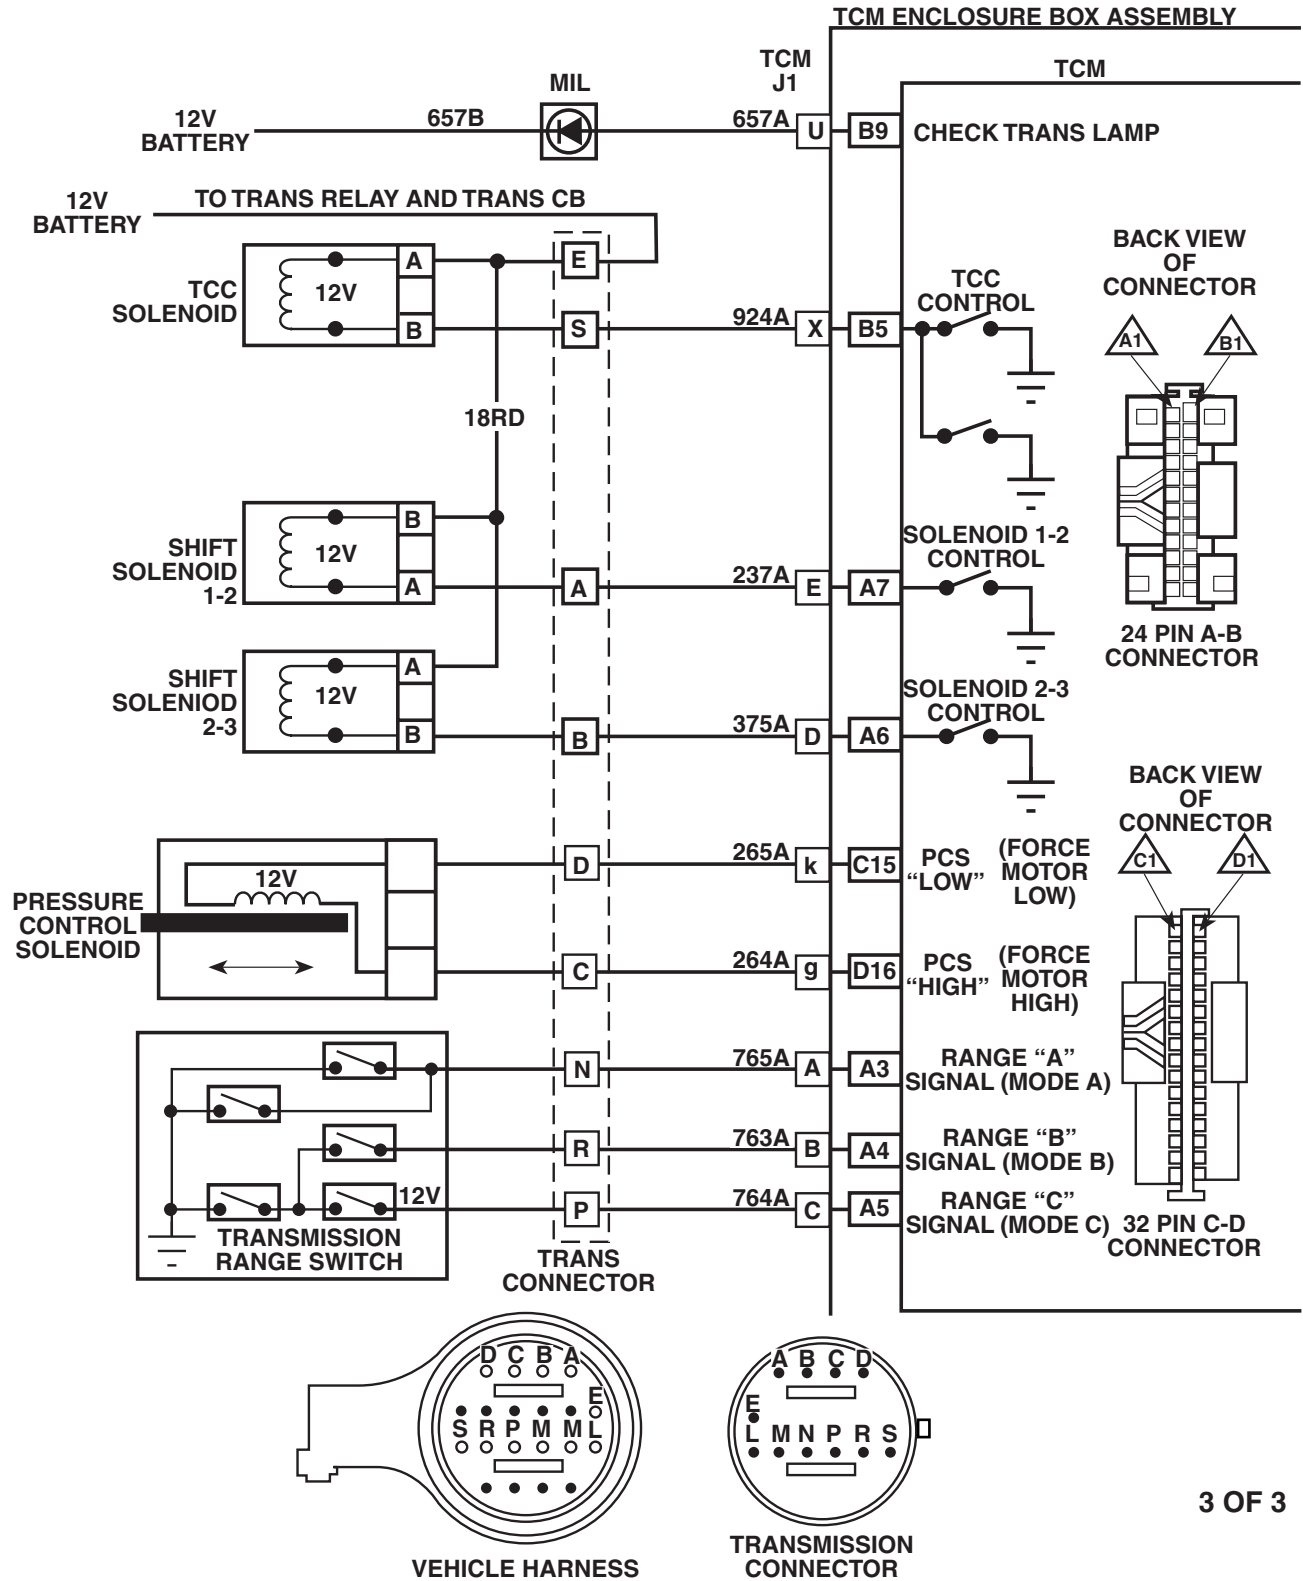 TCM ENCLOSURE BOX ASSEMBLY
TCM
J1
TCM
MIL
12V
BATTERY
657B
657A
U
B9
CHECK TRANS LAMP
12V
BATTERY
TO TRANS RELAY AND TRANS CB
TCC
SOLENOID
12V
A
B
E
S
924A
X
B5
TCC
CONTROL
BACK VIEW
OF
CONNECTOR
A1
B1
18RD
SHIFT
SOLENOID
1-2
12V
B
A
A
237A
E
A7
SOLENOID 1-2
CONTROL
24 PIN A-B
CONNECTOR
SHIFT
SOLENIOD
2-3
12V
A
B
B
375A
D
A6
SOLENOID 2-3
CONTROL
BACK VIEW
OF
CONNECTOR
C1
D1
PRESSURE
CONTROL
SOLENOID
12V
D
265A
k
C15
PCS
“LOW”
(FORCE
MOTOR
LOW)
C
264A
g
D16
PCS
“HIGH”
(FORCE
MOTOR
HIGH)
N
765A
A
A3
RANGE “A”
SIGNAL (MODE A)
R
763A
B
A4
RANGE “B”
SIGNAL (MODE B)
12V
P
764A
C
A5
RANGE “C”
SIGNAL (MODE C)
32 PIN C-D
CONNECTOR
TRANSMISSION
RANGE SWITCH
TRANS
CONNECTOR
D C B A
E
S R P M M L
A B C D
E
L M N P R S
3 OF 3
VEHICLE HARNESS
TRANSMISSION
CONNECTOR